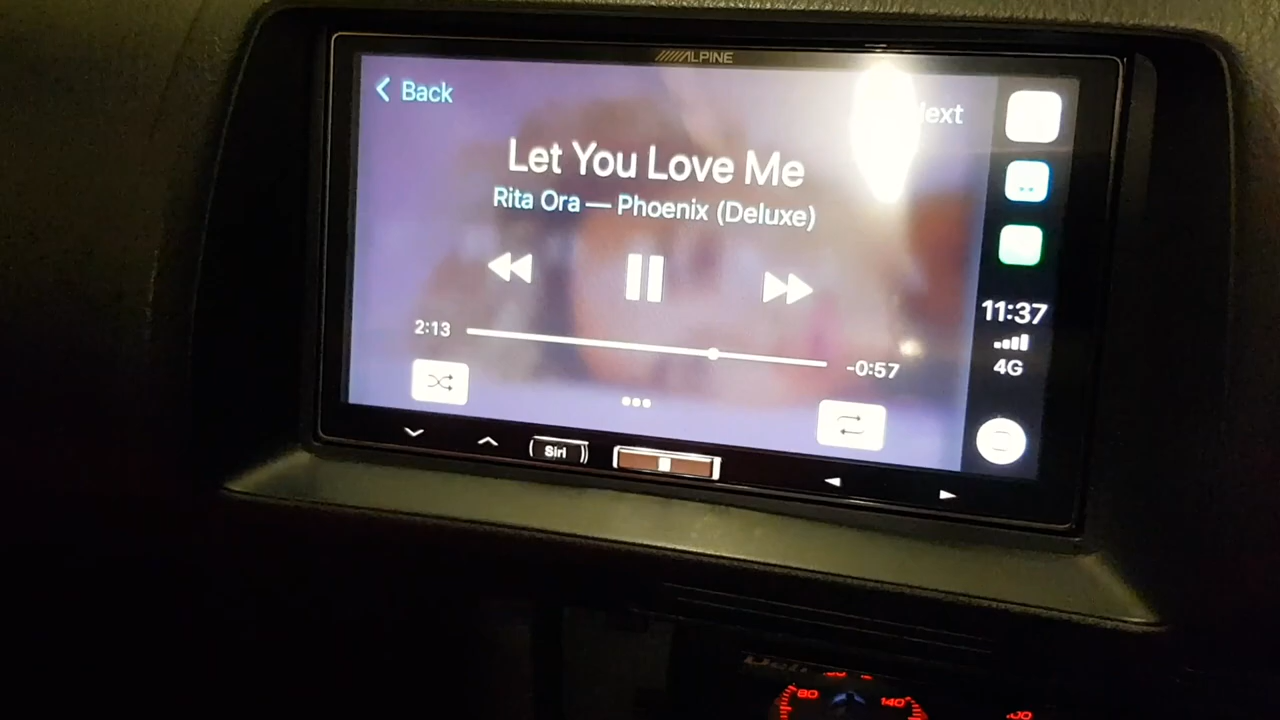 ALPINE
Back
ext
Let You Love Me
Rita Ora — Phoenix (Deluxe)
2:13
-0:57
11:37
4G
Siri
80
140